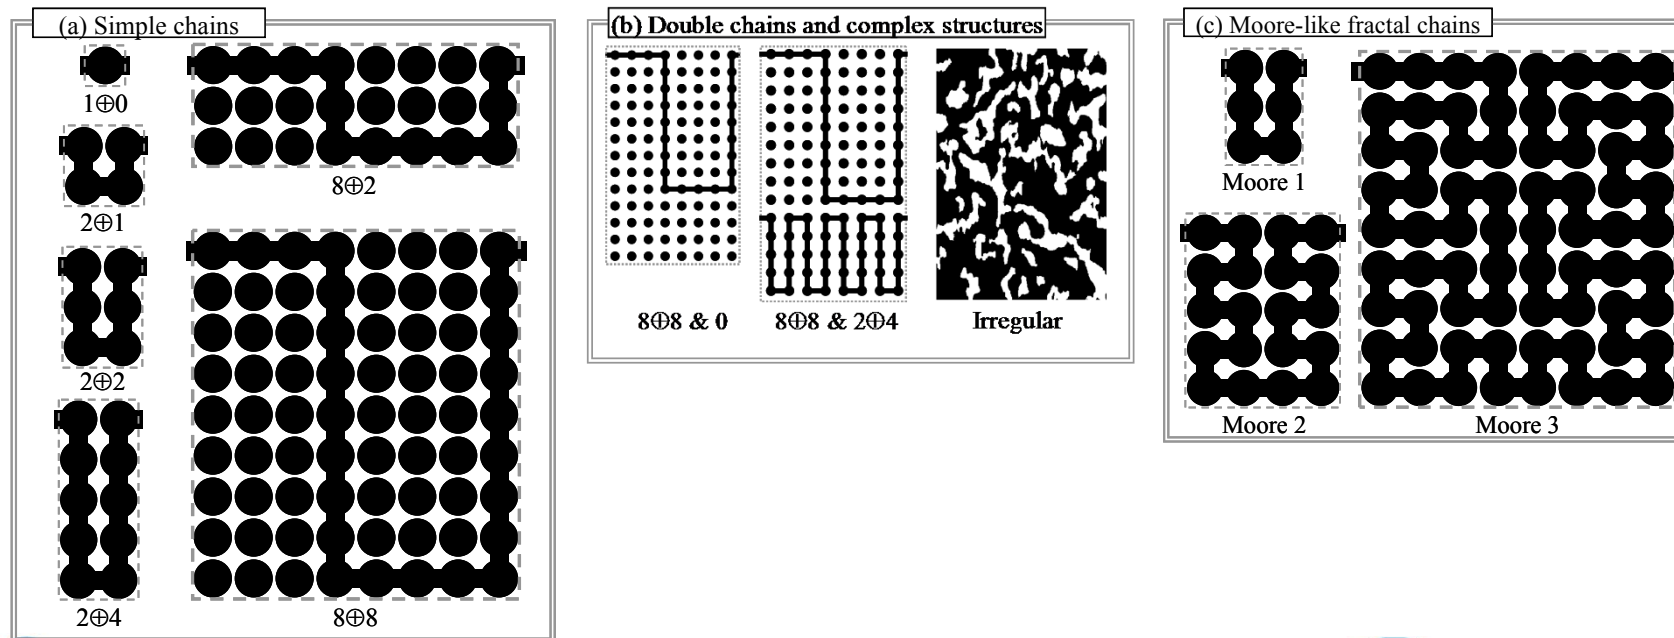 (a) Simple chains
1⊕0
2⊕1
2⊕2
2⊕4
8⊕2
8⊕8
(b) Double chains and complex structures
8⊕8 & 0
8⊕8 & 2⊕4
Irregular
(c) Moore-like fractal chains
Moore 1
Moore 2
Moore 3